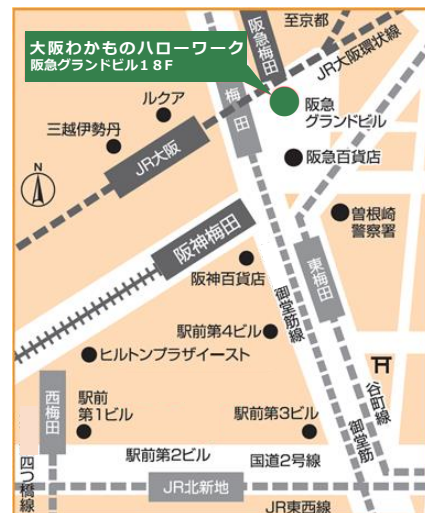 至京都
阪急梅田
大阪わかものハローワーク
阪急グランドビル18F
JR大阪環状線
梅田
ルクア
阪急
グランドビル
三越伊勢丹
JR大阪
阪急百貨店
N
曽根崎
警察署
阪神梅田
東梅田
阪神百貨店
御堂筋線
駅前第4ビル
ヒルトンプラザイースト
西梅田
駅前
第1ビル
谷町線
駅前第3ビル
御堂筋
駅前第2ビル
国道2号線
四つ橋線
JR北新地
JR東西線